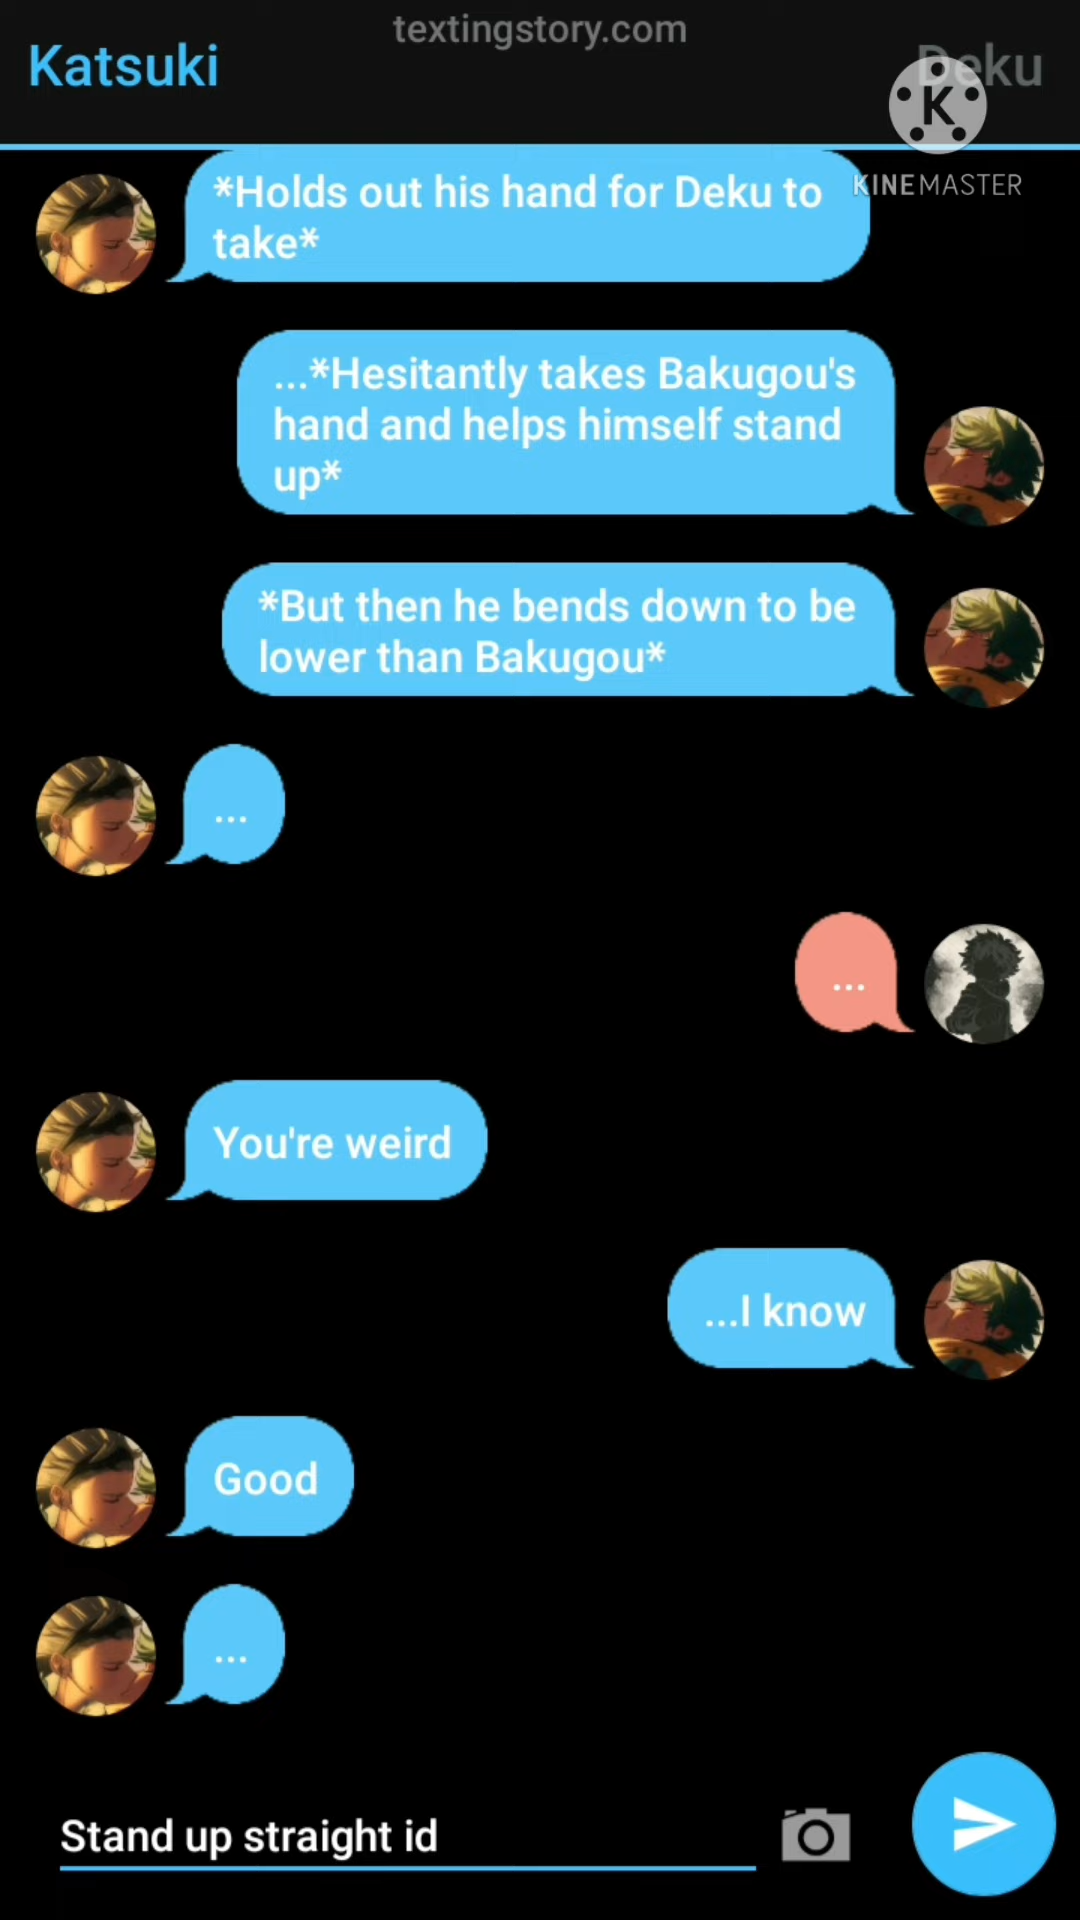 textingstory.com
Katsuki
Deku
K
KINEMASTER
*Holds out his hand for Deku to
take*
...*Hesitantly takes Bakugou's
hand and helps himself stand
up*
*But then he bends down to be
lower than Bakugou*
...
...
You're weird
...I know
Good
...
Stand up straight id